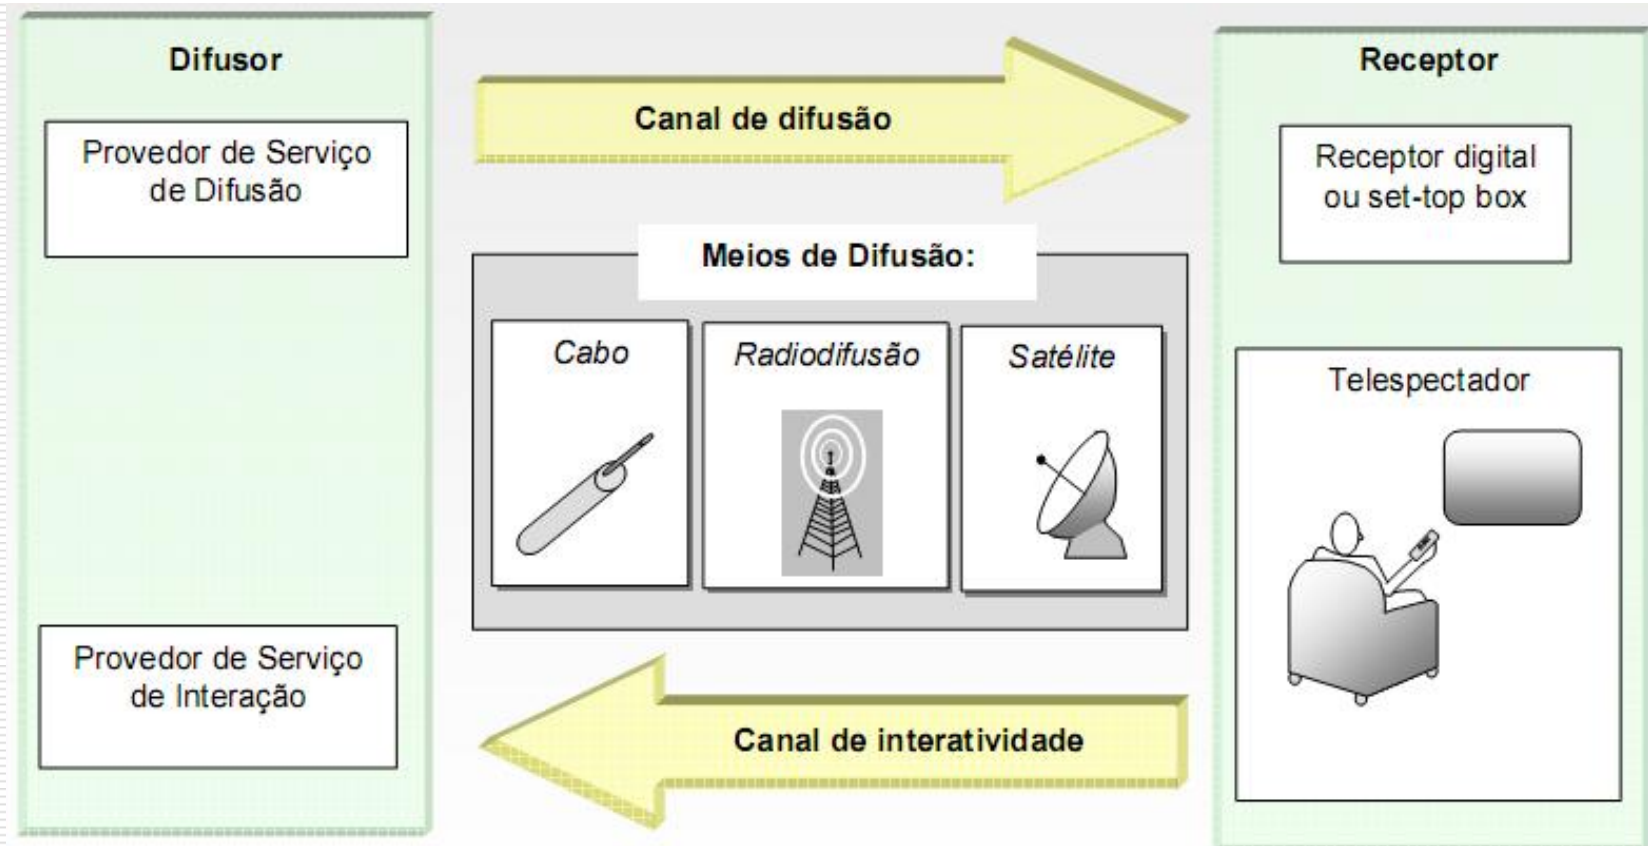 Difusor
Provedor de Serviço
de Difusão
Provedor de Serviço
de Interação
Canal de difusão
Meios de Difusão:
Cabo
Radiodifusão
Satélite
Canal de interatividade
Receptor
Receptor digital
ou set-top box
Telespectador